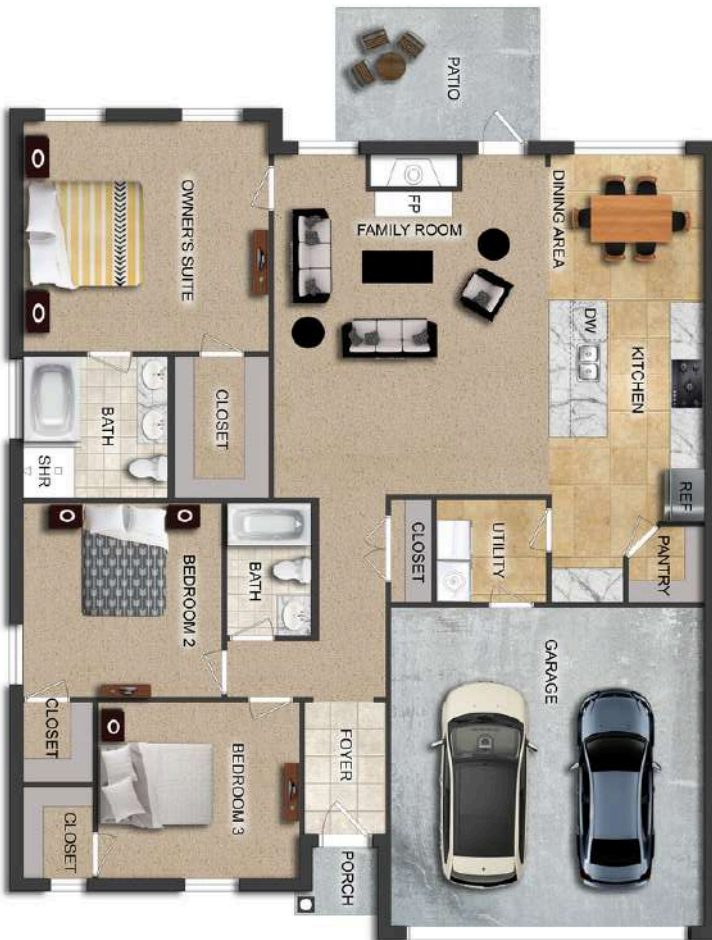 PATIO
OWNER'S SUITE
FP
FAMILY ROOM
DINING AREA
DW
KITCHEN
BATH
CLOSET
SHR
REF
BEDROOM 2
BATH
CLOSET
UTILITY
PANTRY
GARAGE
CLOSET
BEDROOM 3
FOYER
CLOSET
PORCH